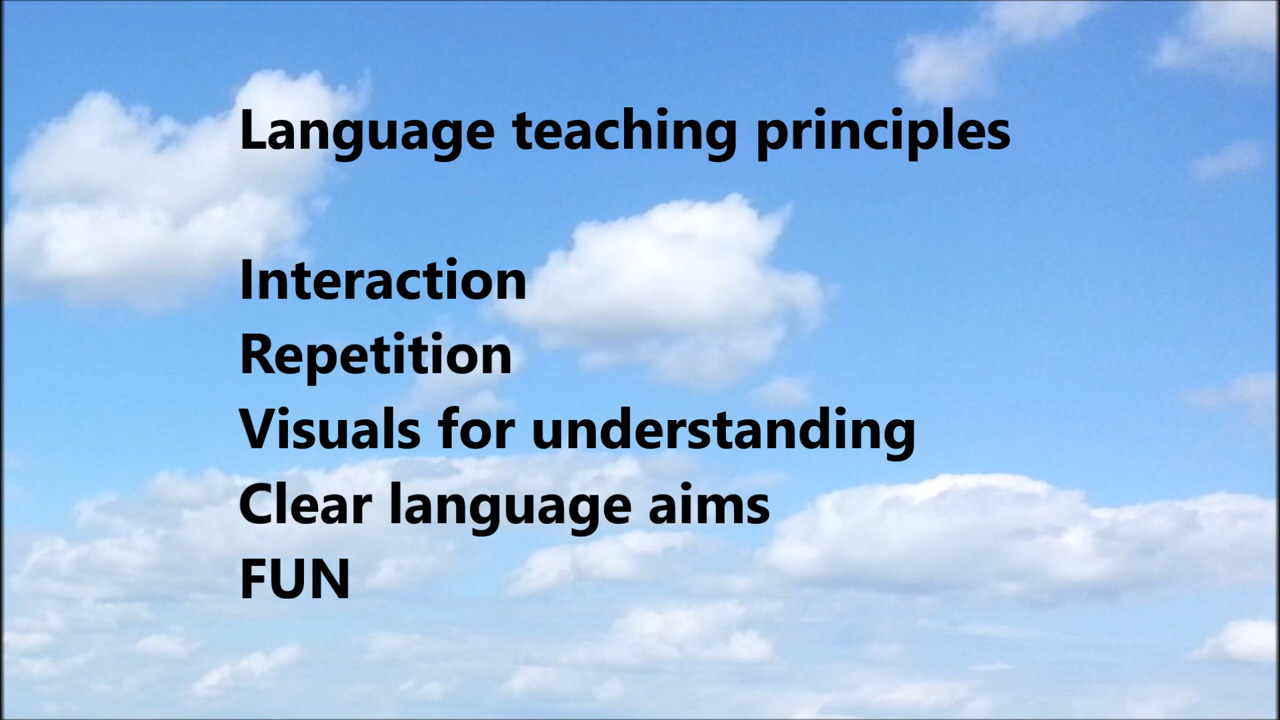 Language teaching principles
Interaction
Repetition
Visuals for understanding
Clear language aims
FUN